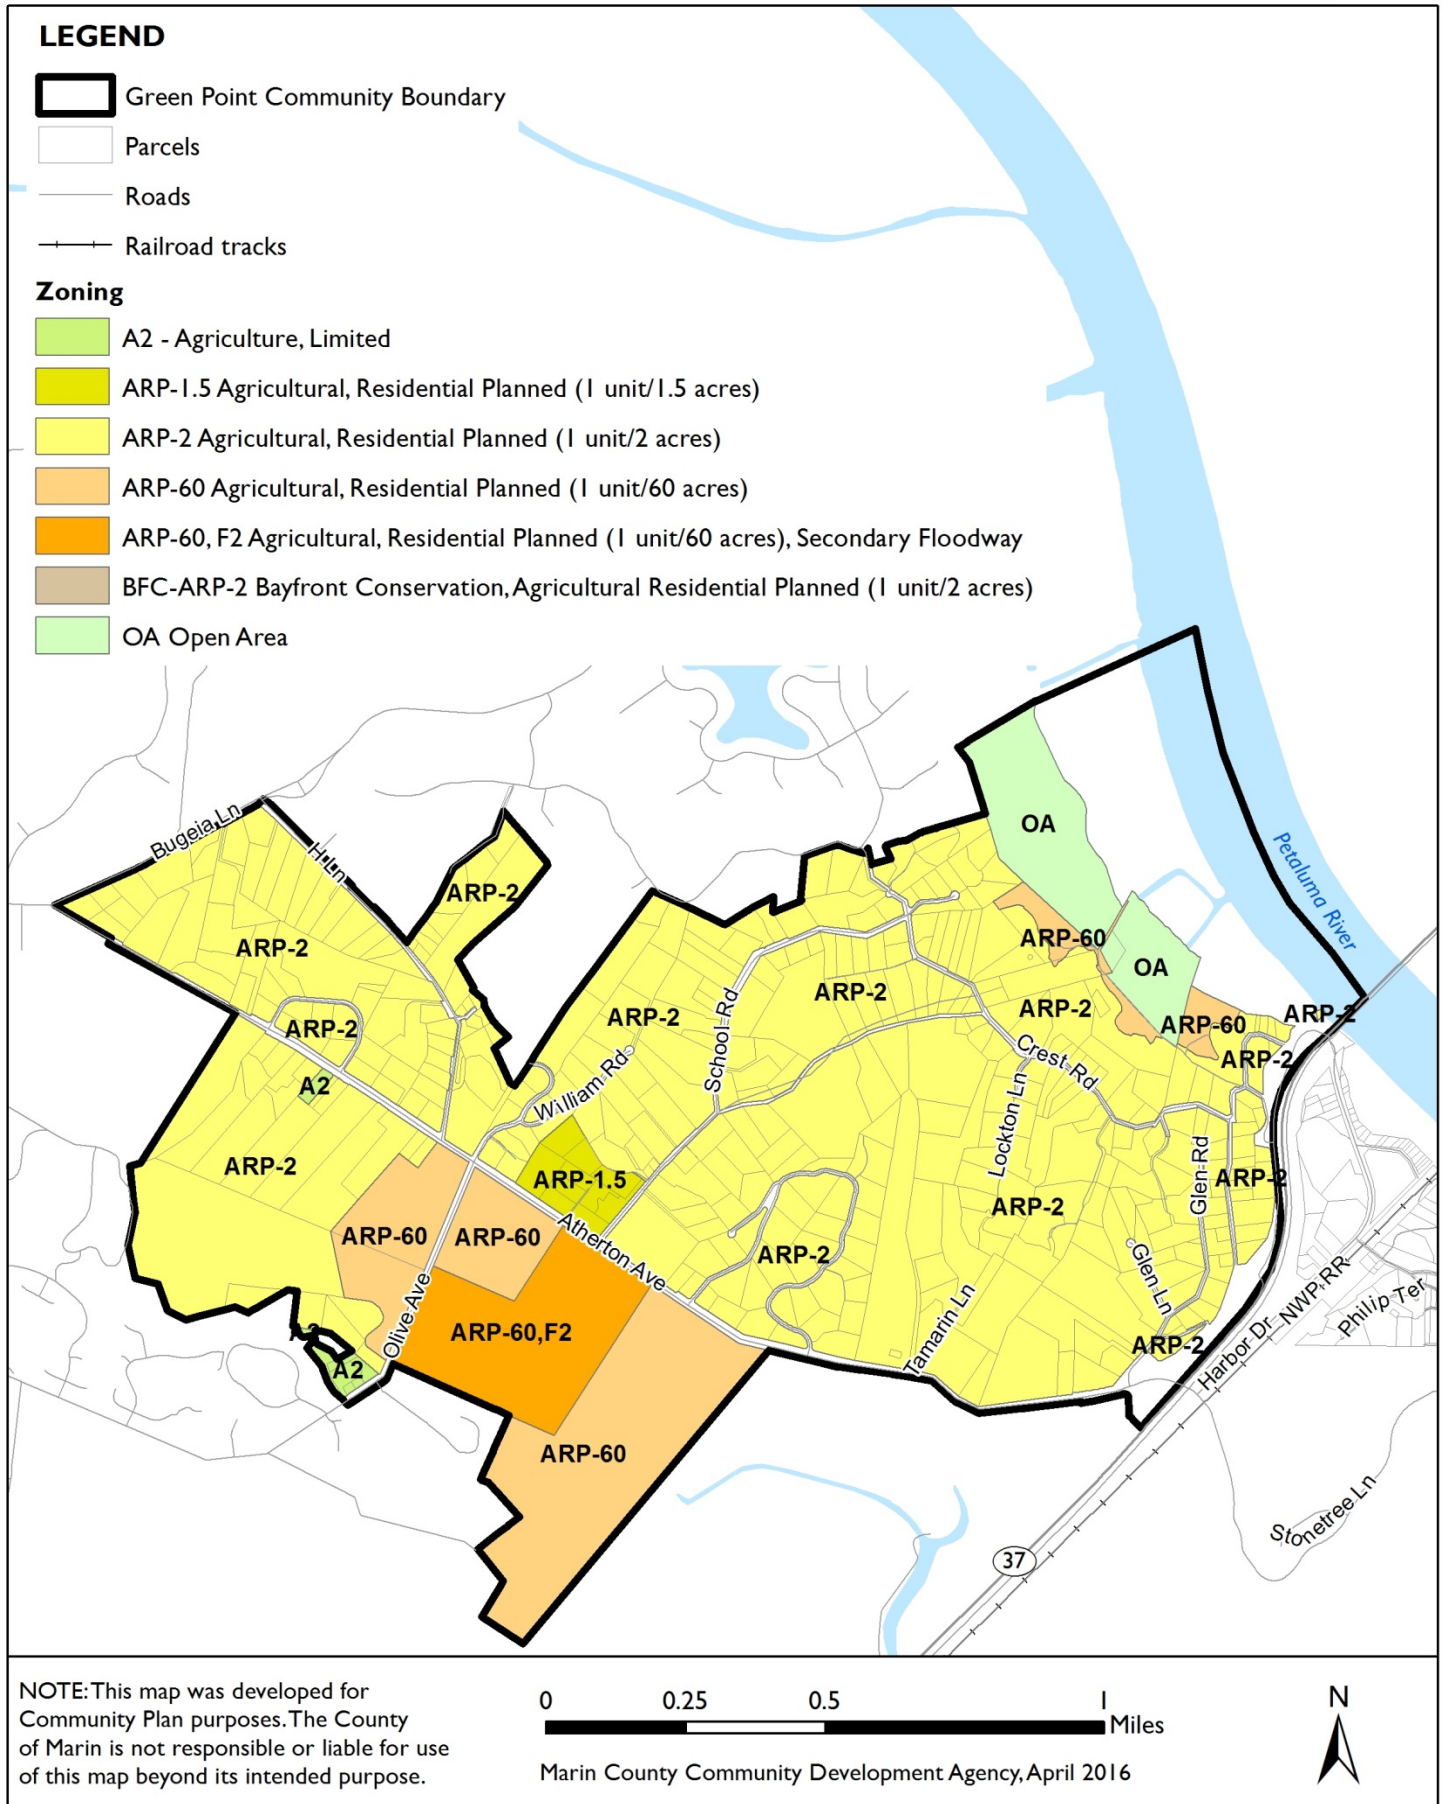 LEGEND
Green Point Community Boundary
Parcels
Roads
Railroad tracks
Zoning
A2 - Agriculture, Limited
ARP-1.5 Agricultural, Residential Planned (1 unit/1.5 acres)
ARP-2 Agricultural, Residential Planned (1 unit/2 acres)
ARP-60 Agricultural, Residential Planned (1 unit/60 acres)
ARP-60, F2 Agricultural, Residential Planned (1 unit/60 acres), Secondary Floodway
BFC-ARP-2 Bayfront Conservation, Agricultural Residential Planned (1 unit/2 acres)
OA Open Area
Bugeia Ln
H Ln
OA
Petaluma River
ARP-2
ARP-2
ARP-60
OA
ARP-2
ARP-2
ARP-2
School Rd
ARP-2
ARP-2
ARP-60
ARP-2
ARP-2
Crest Rd
A2
William Rd
Lockton Ln
ARP-2
ARP-1.5
Glen Rd
ARP-2
ARP-2
ARP-60
ARP-60
Atherton Ave
ARP-2
Glen Ln
NWP RR
Philip Ter
Olive Ave
ARP-60,F2
Tamarin Ln
ARP-2
Harbor Dr
A2
A2
ARP-60
Stonetree Ln
37
NOTE: This map was developed for
Community Plan purposes. The County
of Marin is not responsible or liable for use
of this map beyond its intended purpose.
0 0.25 0.5 1
Miles
Marin County Community Development Agency, April 2016
N